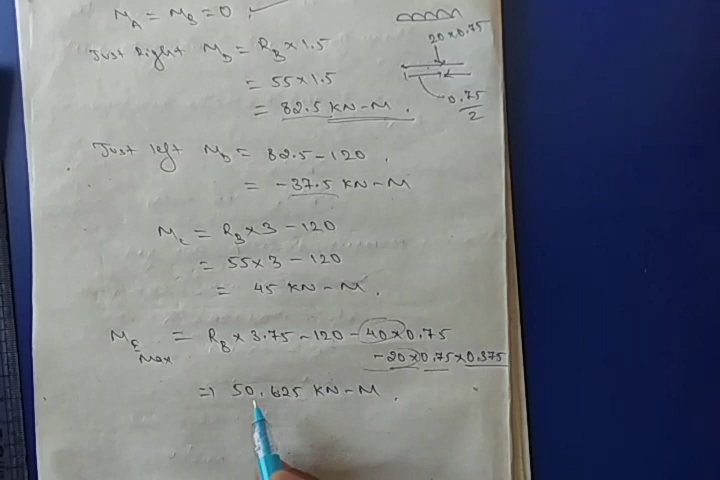 M_A = M_B = 0
20×0.75
Just Right M_D = R_B × 1.5
= 55×1.5
0.75/2
= 82.5 KN-M.
Just left M_D = 82.5-120.
= -37.5 KN-M
M_C = R_B × 3 - 120
= 55×3 - 120
= 45 KN-M.
M_E Max = R_B × 3.75 - 120 - 40×0.75
- 20×0.75×0.375
=> 50.625 KN-M.